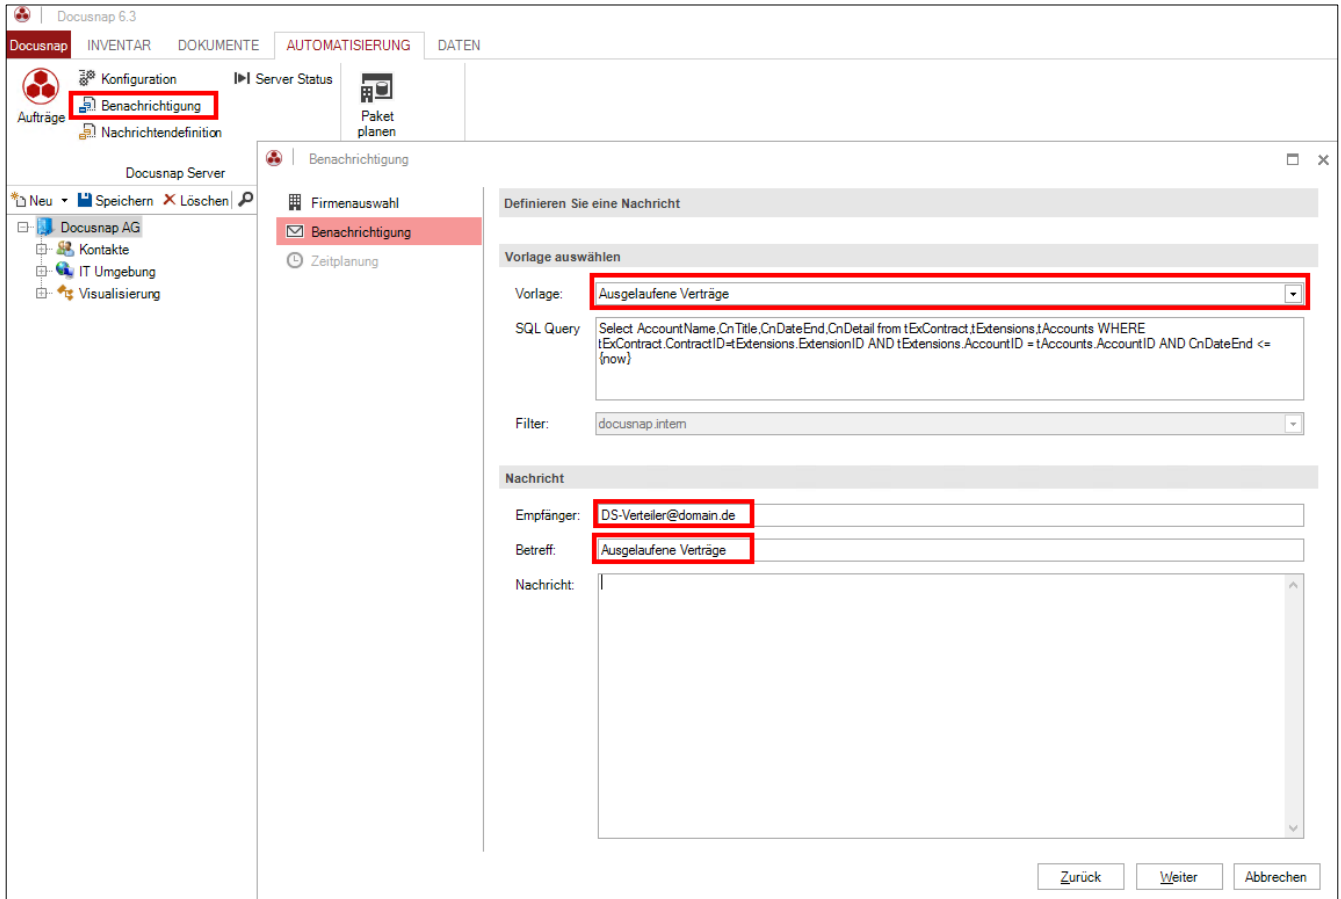 Docusnap 6.3
Docusnap INVENTAR DOKUMENTE AUTOMATISIERUNG DATEN
Konfiguration Server Status
Benachrichtigung
Aufträge
Nachrichtendefinition
Paket
planen
Docusnap Server
Neu Speichern Löschen
Docusnap AG
Kontakte
IT Umgebung
Visualisierung
Benachrichtigung
Firmenauswahl
Benachrichtigung
Zeitplanung
Definieren Sie eine Nachricht
Vorlage auswählen
Vorlage: Ausgelaufene Verträge
SQL Query Select AccountName,CnTitle,CnDateEnd,CnDetail from tExContract,tExtensions,tAccounts WHERE
tExContract.ContractID=tExtensions.ExtensionID AND tExtensions.AccountID = tAccounts.AccountID AND CnDateEnd <=
{now}
Filter: docusnap.intern
Nachricht
Empfänger: DS-Verteiler@domain.de
Betreff: Ausgelaufene Verträge
Nachricht:
Zurück Weiter Abbrechen